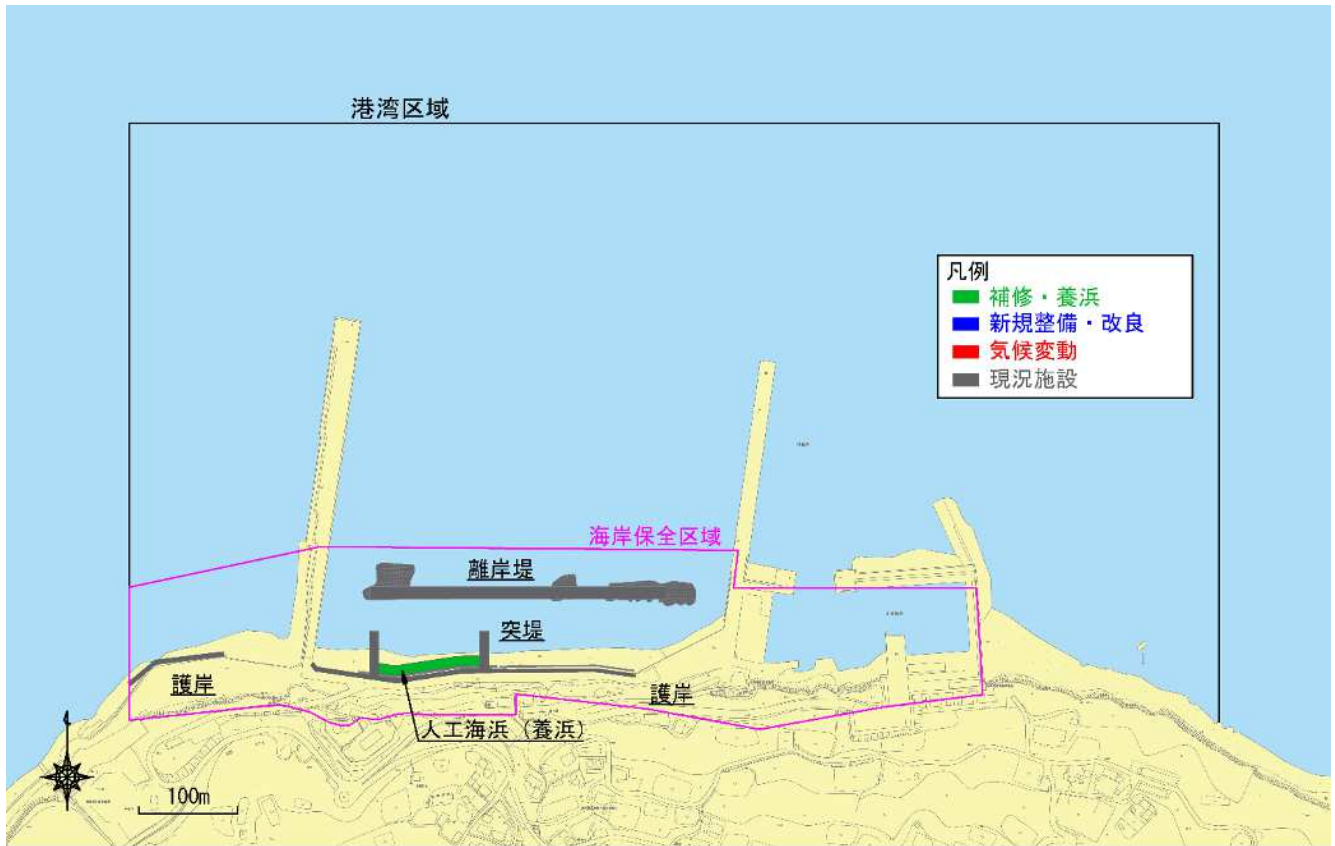 港湾区域
凡例
補修・養浜
新規整備・改良
気候変動
現況施設
海岸保全区域
離岸堤
突堤
護岸
護岸
人工海浜（養浜）
100m